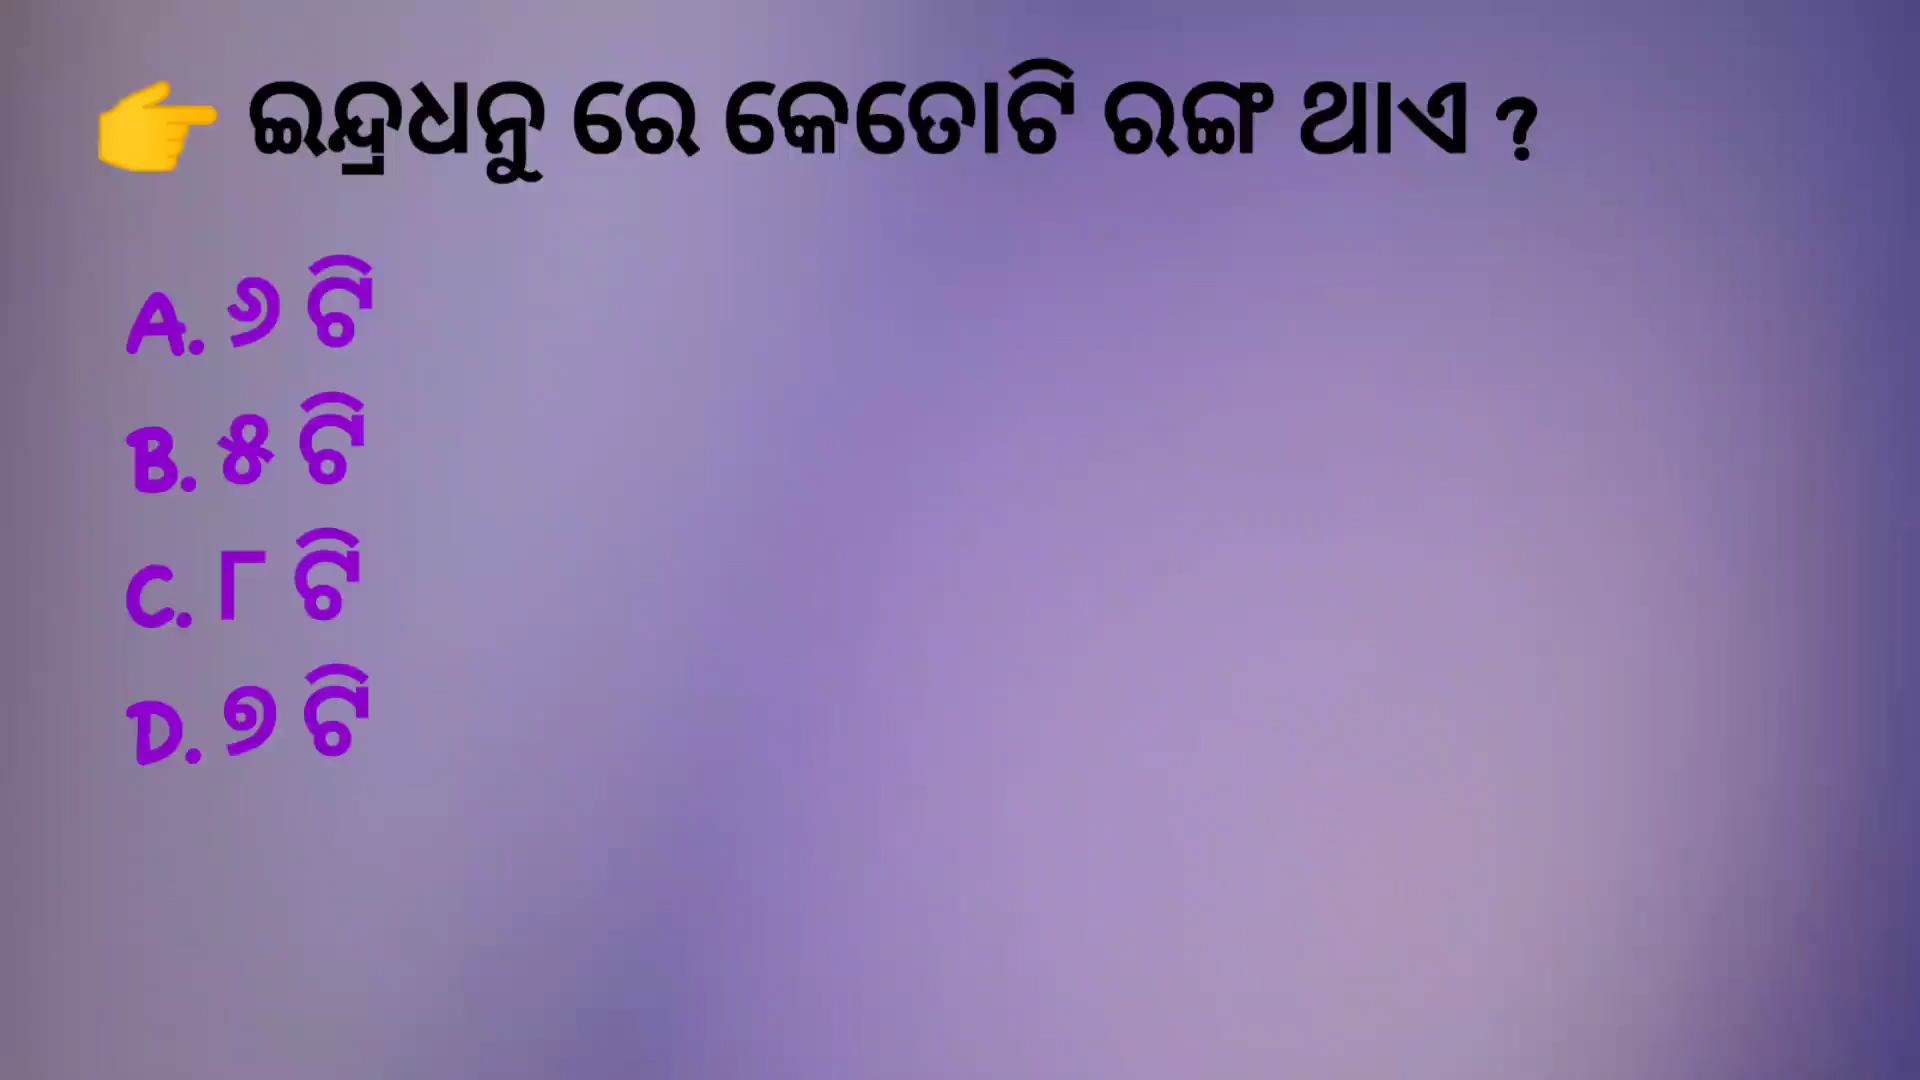 👉 ଇନ୍ଦ୍ରଧନୁ ରେ କେତୋଟି ରଙ୍ଗ ଥାଏ ?
A. ୬ ଟି
B. ୫ ଟି
C. ୮ ଟି
D. ୭ ଟି